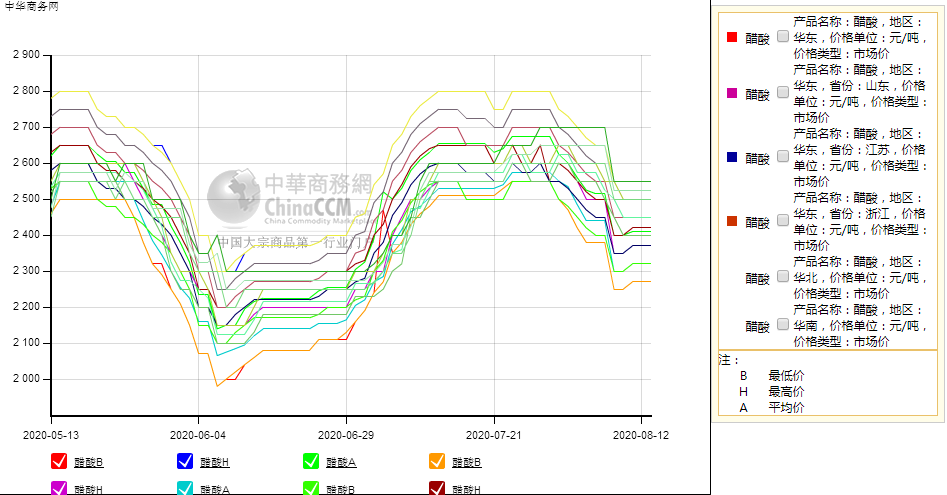 中华商务网
2 900
2 800
2 700
2 600
2 500
2 400
2 300
2 200
2 100
2 000
中華商務網
ChinaCCM.com
China Commodity Marketplace
中国大宗商品第一行业门户
2020-05-13
2020-06-04
2020-06-29
2020-07-21
2020-08-12
醋酸B
醋酸H
醋酸A
醋酸B
醋酸H
醋酸A
醋酸B
醋酸H
醋酸
产品名称：醋酸，地区：
华东，价格单位：元/吨，
价格类型：市场价
醋酸
产品名称：醋酸，地区：
华东，省份：山东，价格
单位：元/吨，价格类型：
市场价
醋酸
产品名称：醋酸，地区：
华东，省份：江苏，价格
单位：元/吨，价格类型：
市场价
醋酸
产品名称：醋酸，地区：
华东，省份：浙江，价格
单位：元/吨，价格类型：
市场价
醋酸
产品名称：醋酸，地区：
华北，价格单位：元/吨，
价格类型：市场价
醋酸
产品名称：醋酸，地区：
华南，价格单位：元/吨，
价格类型：市场价
注：
B 最低价
H 最高价
A 平均价